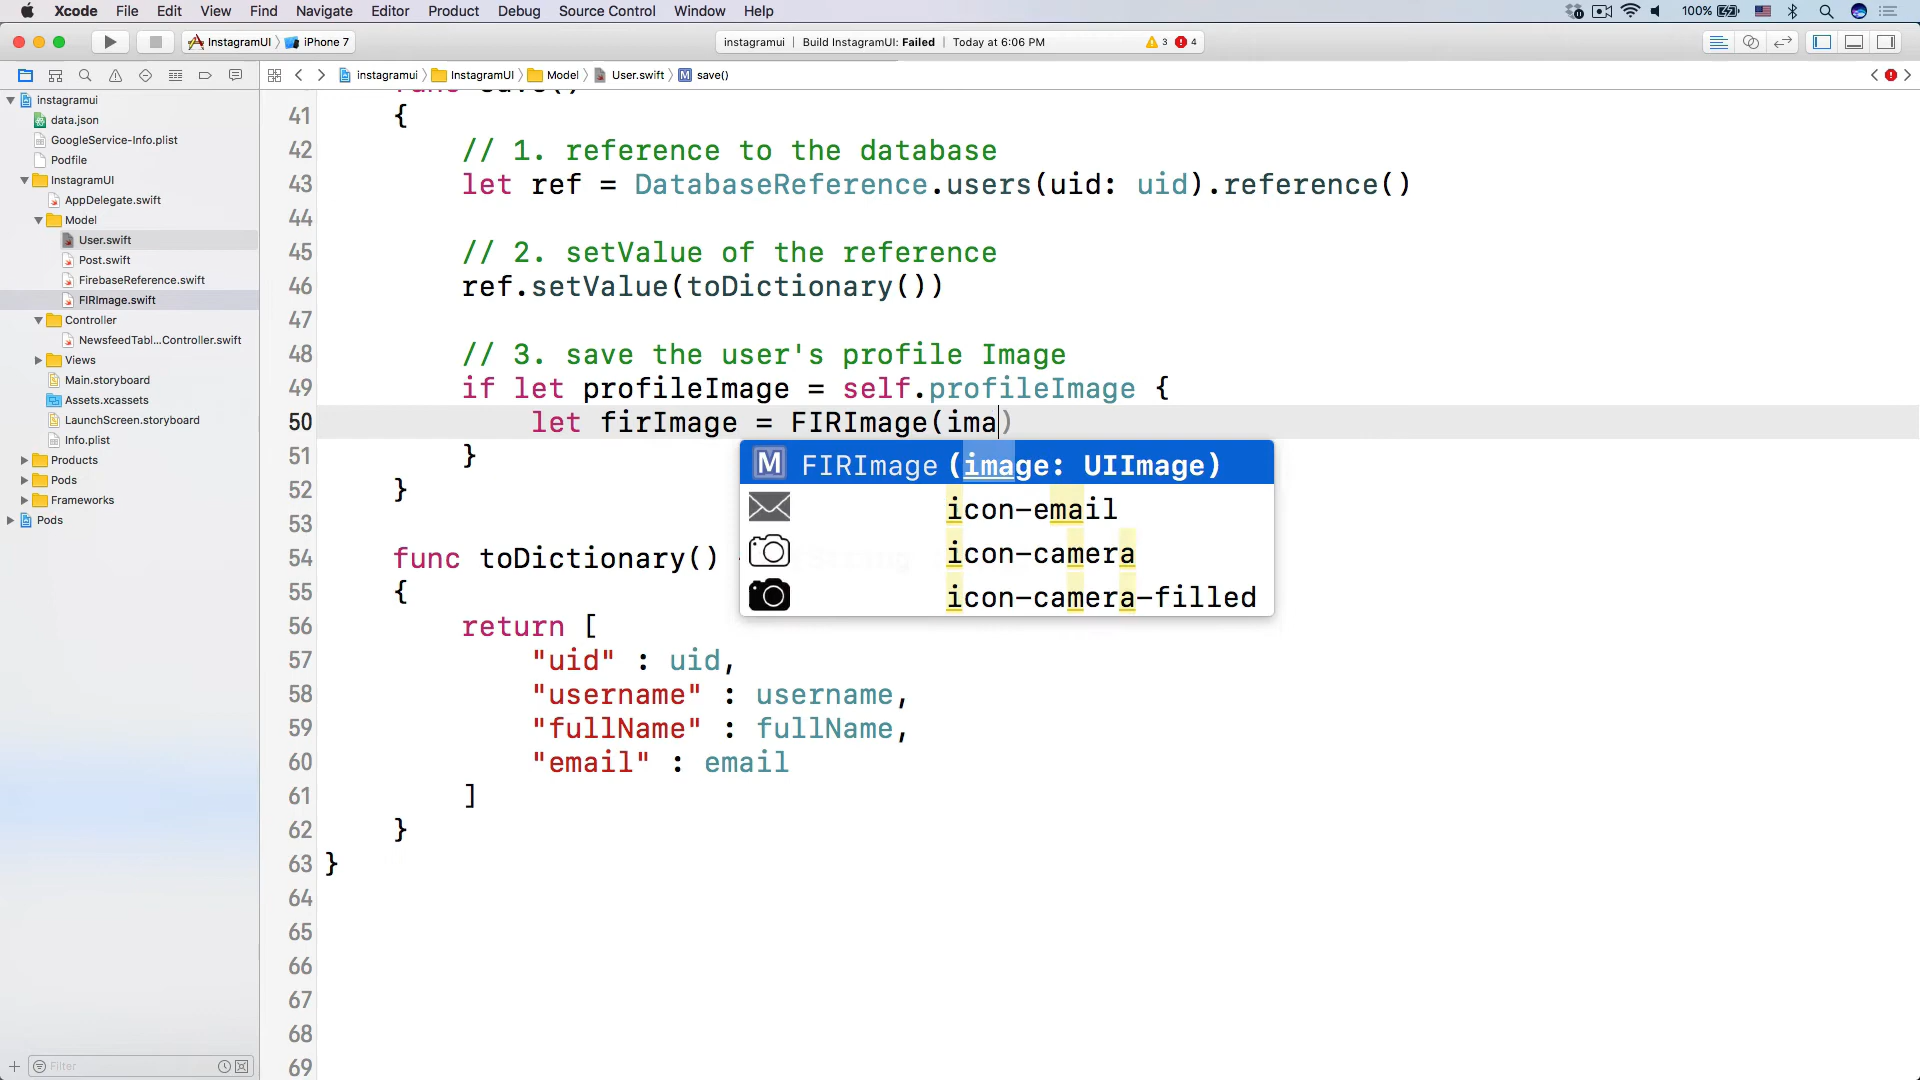 Xcode File Edit View Find Navigate Editor Product Debug Source Control Window Help 100%
InstagramUI iPhone 7 instagramui | Build InstagramUI: Failed | Today at 6:06 PM 3 4
instagramui InstagramUI Model User.swift M save()
instagramui
data.json
GoogleService-Info.plist
Podfile
InstagramUI
AppDelegate.swift
Model
User.swift
Post.swift
FirebaseReference.swift
FIRImage.swift
Controller
NewsfeedTabl...Controller.swift
Views
Main.storyboard
Assets.xcassets
LaunchScreen.storyboard
Info.plist
Products
Pods
Frameworks
Pods
Filter
func save()
41 {
42 // 1. reference to the database
43 let ref = DatabaseReference.users(uid: uid).reference()
44
45 // 2. setValue of the reference
46 ref.setValue(toDictionary())
47
48 // 3. save the user's profile Image
49 if let profileImage = self.profileImage {
50 let firImage = FIRImage(ima)
51 }
M FIRImage (image: UIImage)
icon-email
icon-camera
icon-camera-filled
52 }
53
54 func toDictionary()
55 {
56 return [
57 "uid" : uid,
58 "username" : username,
59 "fullName" : fullName,
60 "email" : email
61 ]
62 }
63 }
64
65
66
67
68
69